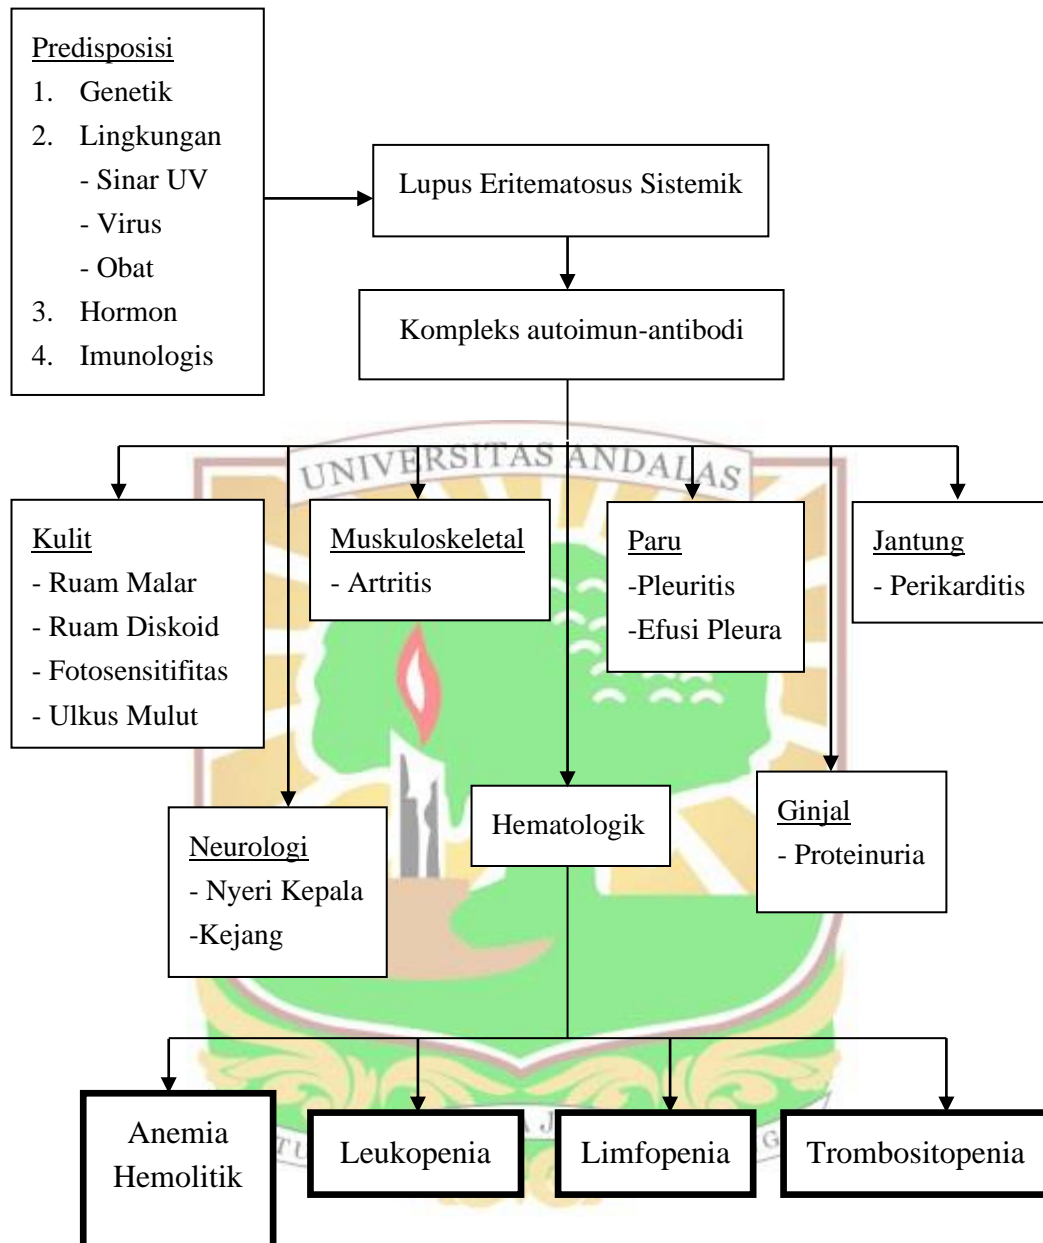 Predisposisi
1. Genetik
2. Lingkungan
- Sinar UV
- Virus
- Obat
3. Hormon
4. Imunologis
Lupus Eritematosus Sistemik
Kompleks autoimun-antibodi
UNIVERSITAS ANDALAS
Kulit
- Ruam Malar
- Ruam Diskoid
- Fotosensitifitas
- Ulkus Mulut
Muskuloskeletal
- Artritis
Paru
-Pleuritis
-Efusi Pleura
Jantung
- Perikarditis
Neurologi
- Nyeri Kepala
-Kejang
Hematologik
Ginjal
- Proteinuria
Anemia
Hemolitik
Leukopenia
Limfopenia
Trombositopenia